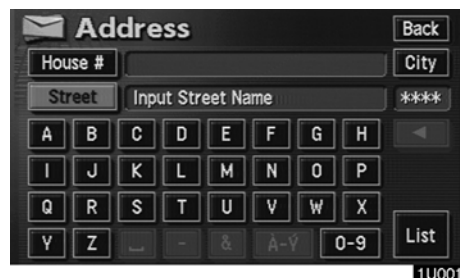 Address Back
House # City
Street Input Street Name ****
A B C D E F G H
I J K L M N O P
Q R S T U V W X
Y Z - & À-Ý 0-9 List
1U001